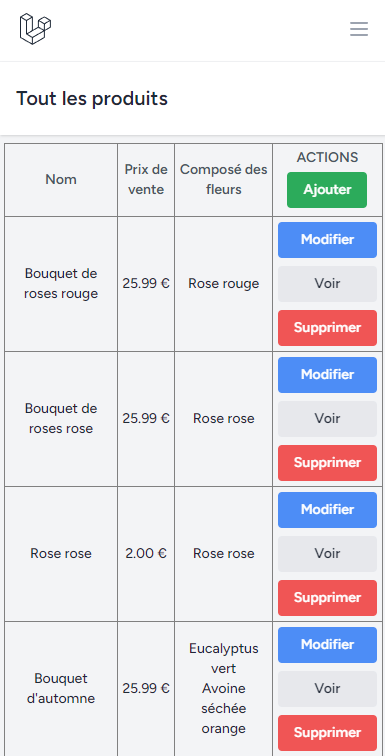 Tout les produits
Nom
Prix de
vente
Composé des
fleurs
ACTIONS
Ajouter
Bouquet de
roses rouge
25.99 €
Rose rouge
Modifier
Voir
Supprimer
Bouquet de
roses rose
25.99 €
Rose rose
Modifier
Voir
Supprimer
Rose rose
2.00 €
Rose rose
Modifier
Voir
Supprimer
Bouquet
d'automne
25.99 €
Eucalyptus
vert
Avoine
séchée
orange
Modifier
Voir
Supprimer